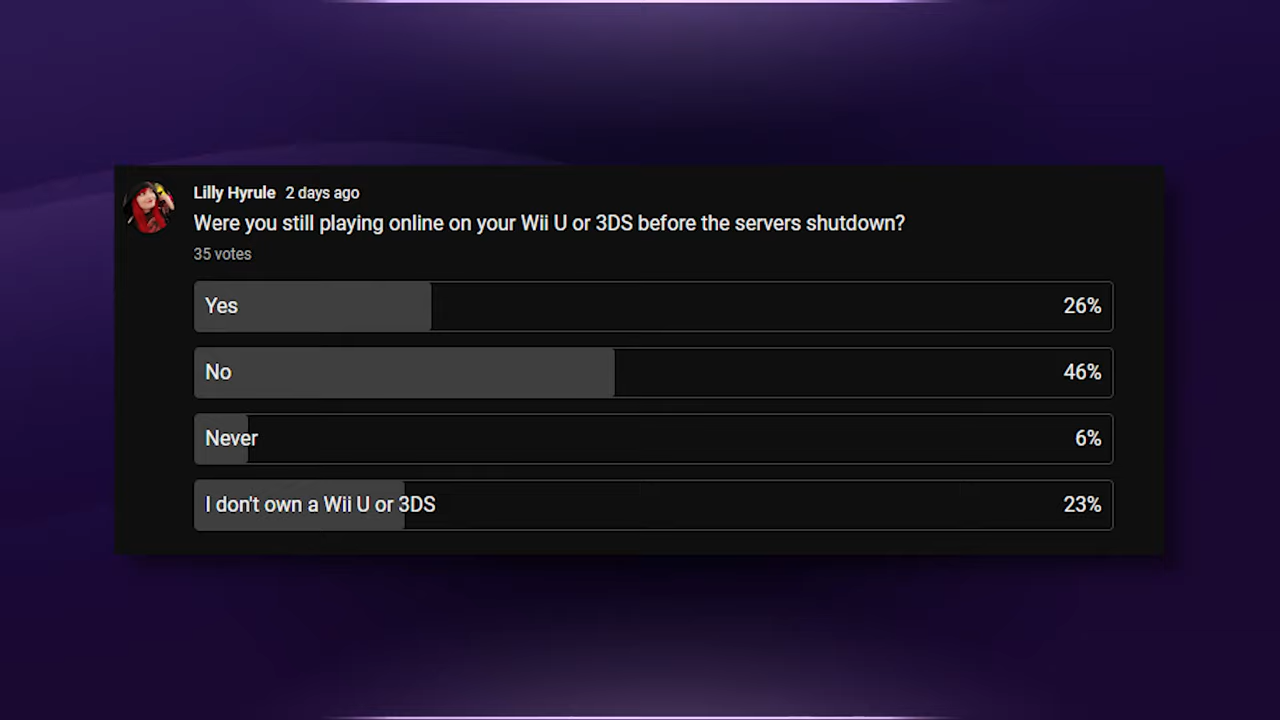 Lilly Hyrule 2 days ago
Were you still playing online on your Wii U or 3DS before the servers shutdown?
35 votes
Yes 26%
No 46%
Never 6%
I don't own a Wii U or 3DS 23%